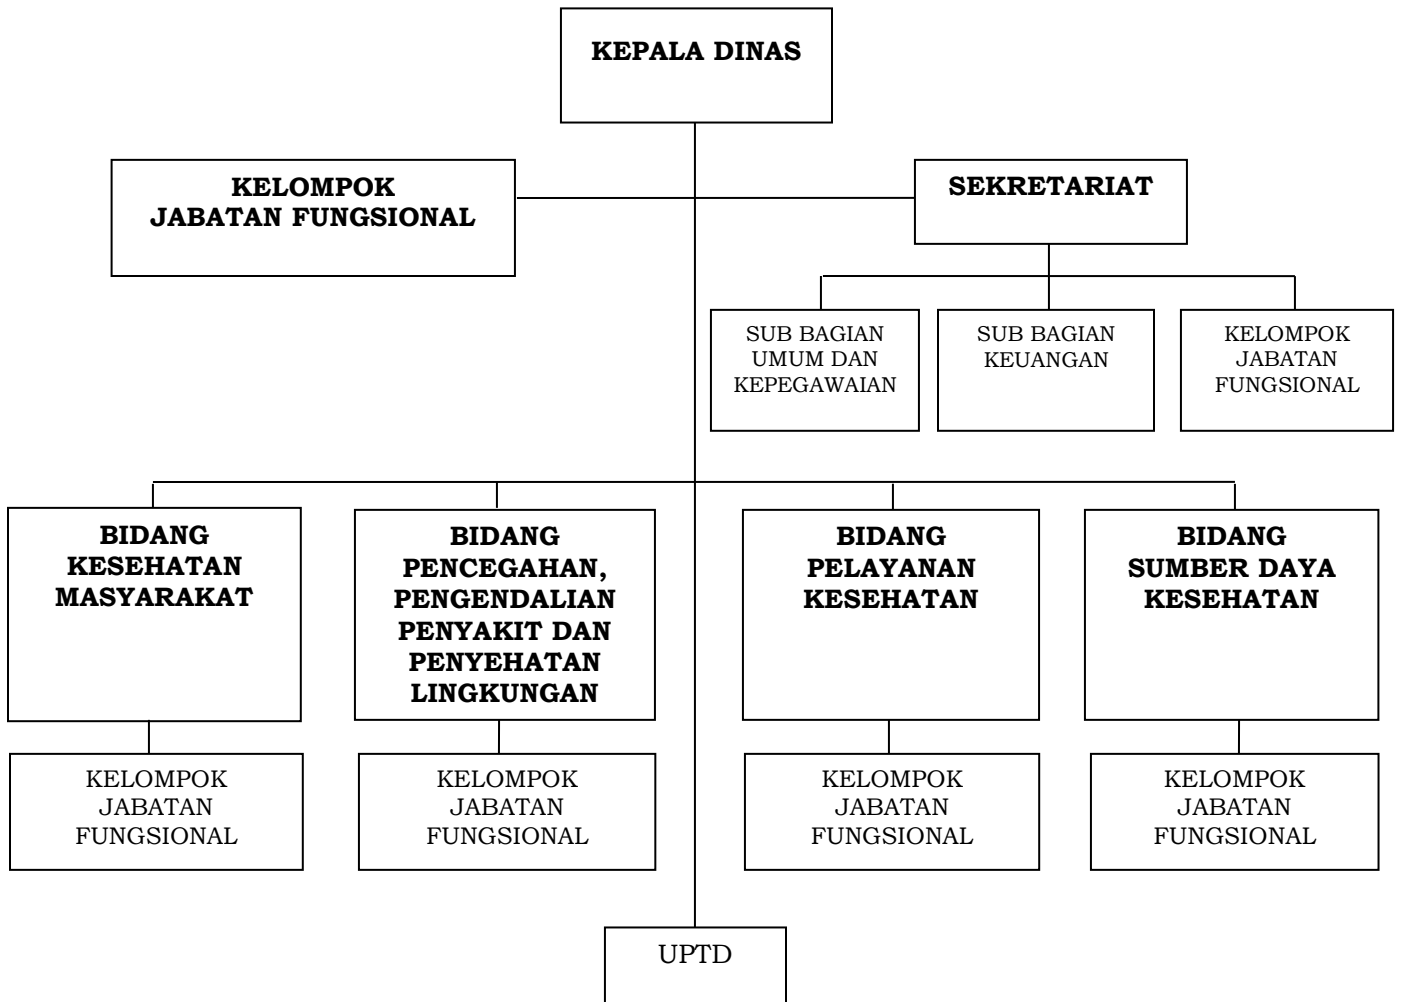 KEPALA DINAS
KELOMPOK
JABATAN FUNGSIONAL
SEKRETARIAT
SUB BAGIAN
UMUM DAN
KEPEGAWAIAN
SUB BAGIAN
KEUANGAN
KELOMPOK
JABATAN
FUNGSIONAL
BIDANG
KESEHATAN
MASYARAKAT
BIDANG
PENCEGAHAN,
PENGENDALIAN
PENYAKIT DAN
PENYEHATAN
LINGKUNGAN
BIDANG
PELAYANAN
KESEHATAN
BIDANG
SUMBER DAYA
KESEHATAN
KELOMPOK
JABATAN
FUNGSIONAL
KELOMPOK
JABATAN
FUNGSIONAL
KELOMPOK
JABATAN
FUNGSIONAL
KELOMPOK
JABATAN
FUNGSIONAL
UPTD